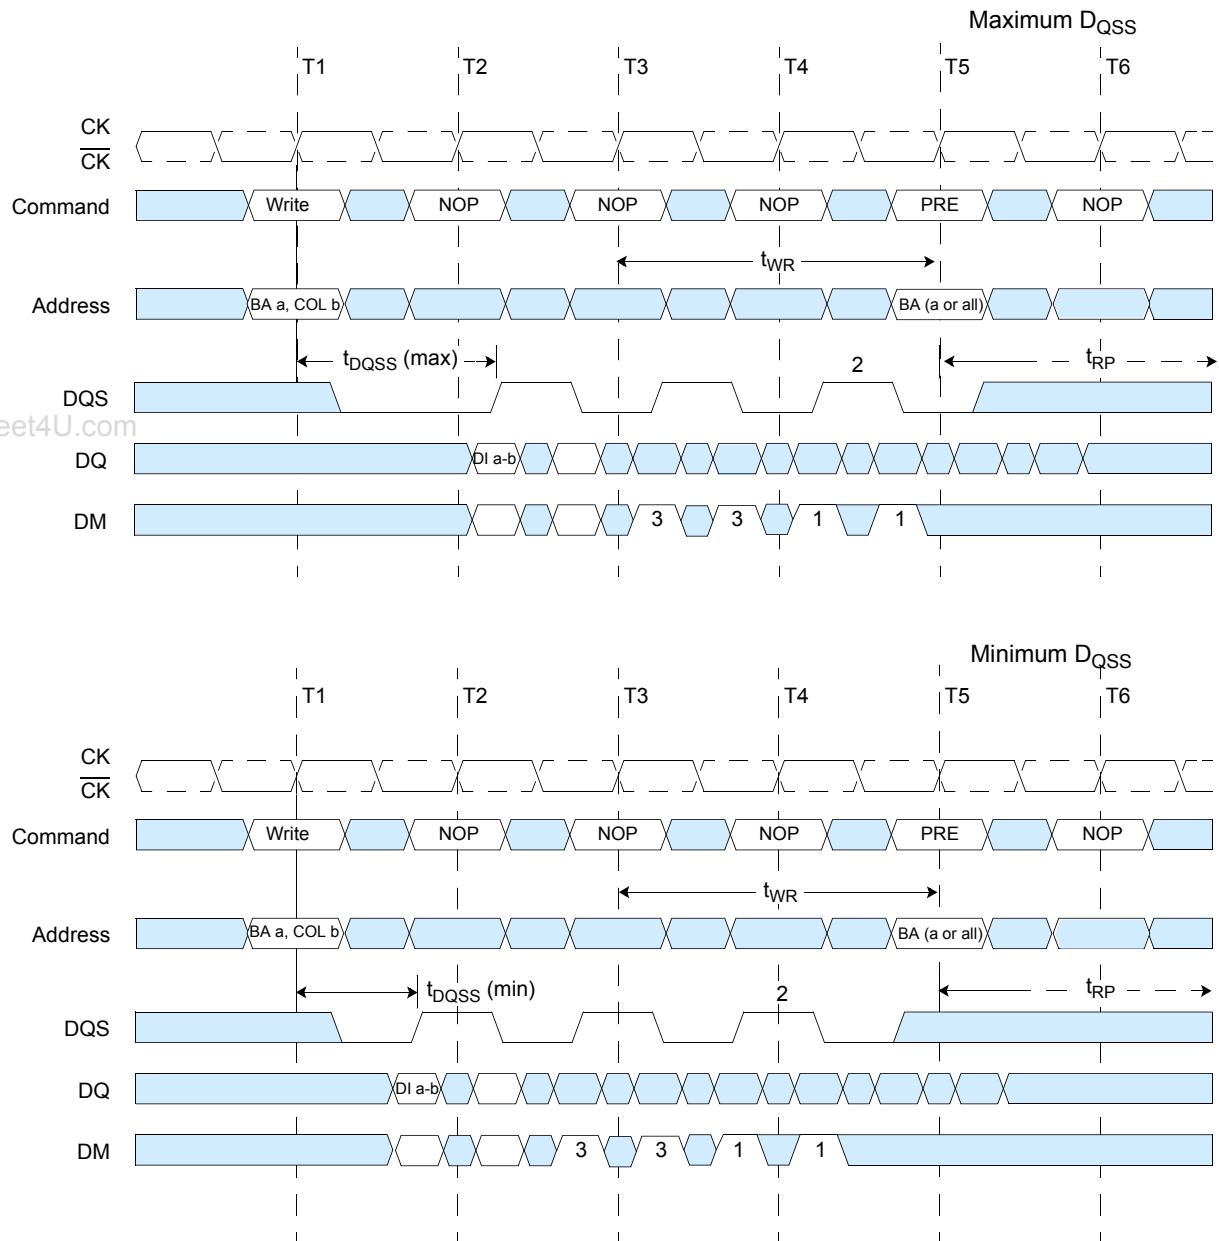 Maximum DQSS
T1 T2 T3 T4 T5 T6
CK
CK
Command Write NOP NOP NOP PRE NOP
tWR
Address BA a, COL b BA (a or all)
tDQSS (max) 2 tRP
DQS
eet4U.com
DQ DI a-b
DM 3 3 1 1
Minimum DQSS
T1 T2 T3 T4 T5 T6
CK
CK
Command Write NOP NOP NOP PRE NOP
tWR
Address BA a, COL b BA (a or all)
tDQSS (min) 2 tRP
DQS
DQ DI a-b
DM 3 3 1 1